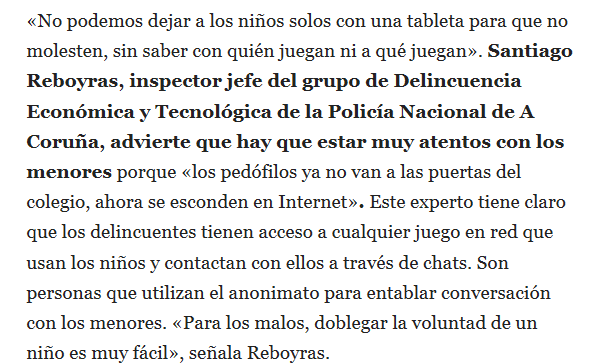 «No podemos dejar a los niños solos con una tableta para que no
molesten, sin saber con quién juegan ni a qué juegan». Santiago
Reboyras, inspector jefe del grupo de Delincuencia
Económica y Tecnológica de la Policía Nacional de A
Coruña, advierte que hay que estar muy atentos con los
menores porque «los pedófilos ya no van a las puertas del
colegio, ahora se esconden en Internet». Este experto tiene claro
que los delincuentes tienen acceso a cualquier juego en red que
usan los niños y contactan con ellos a través de chats. Son
personas que utilizan el anonimato para entablar conversación
con los menores. «Para los malos, doblegar la voluntad de un
niño es muy fácil», señala Reboyras.